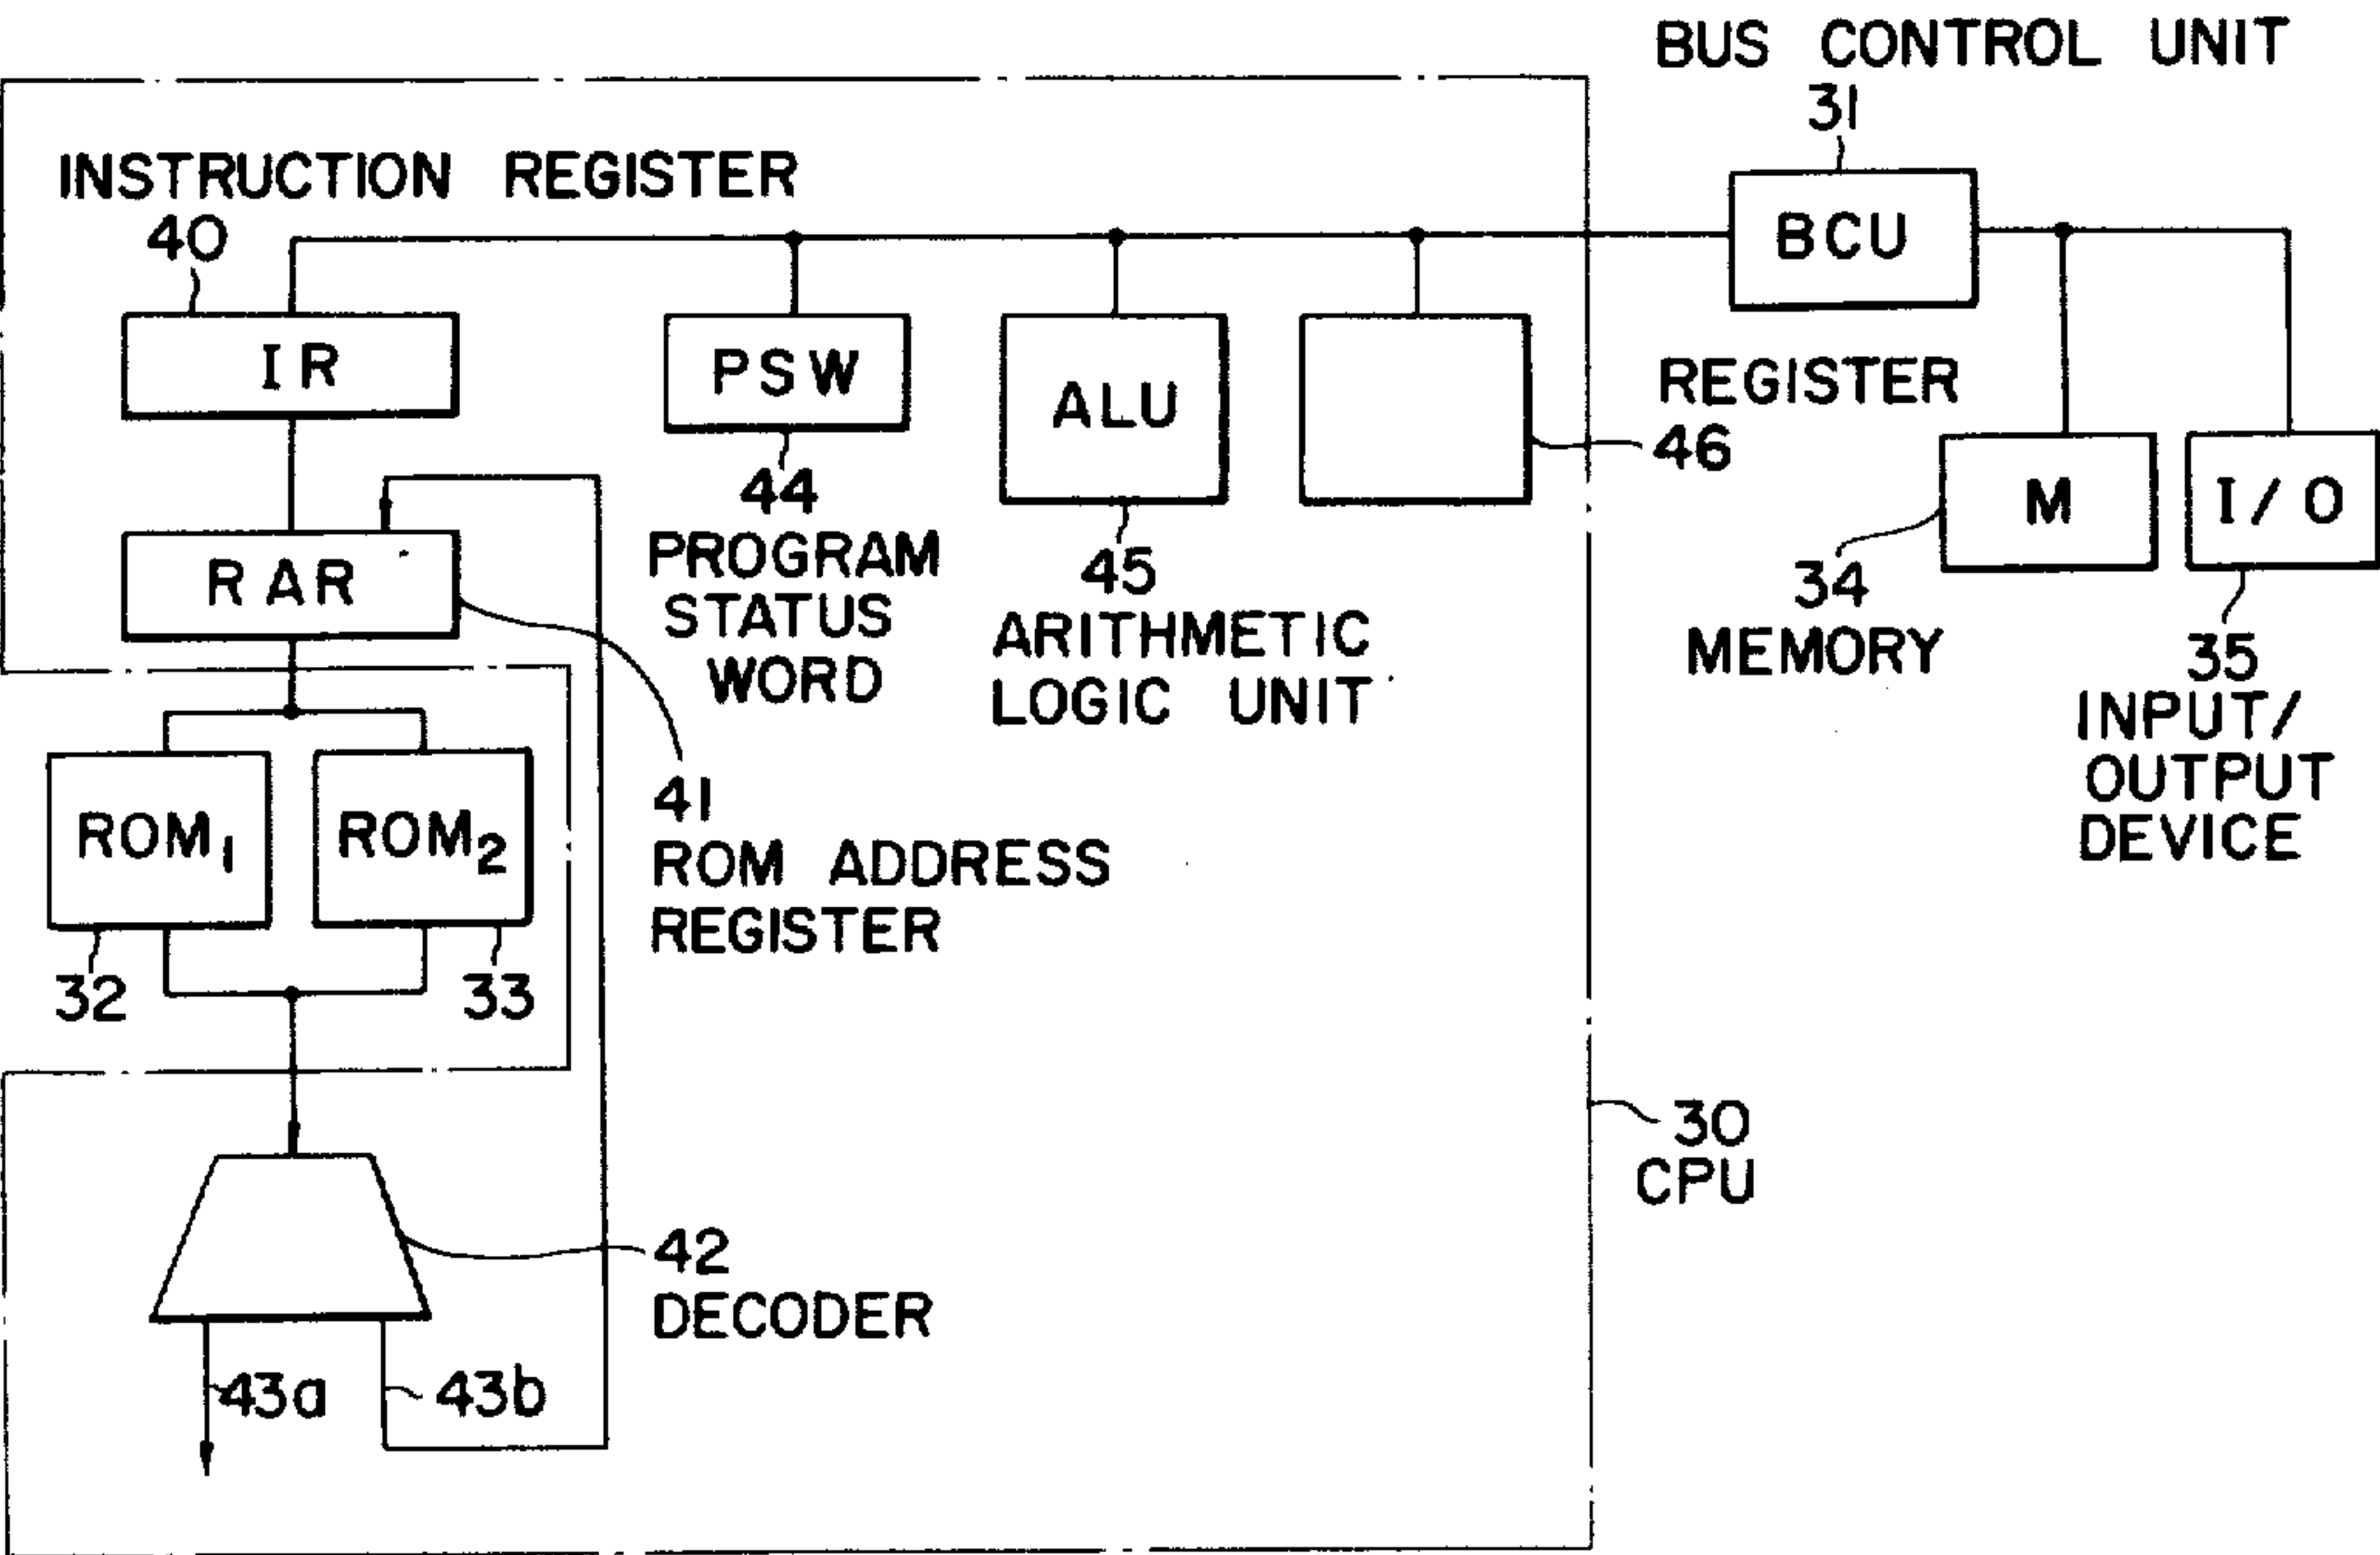 BUS CONTROL UNIT
31
BCU
INSTRUCTION REGISTER
40
IR
PSW
44
PROGRAM
STATUS
WORD
ALU
45
ARITHMETIC
LOGIC UNIT
REGISTER
46
M
34
MEMORY
I/O
35
INPUT/
OUTPUT
DEVICE
RAR
41
ROM ADDRESS
REGISTER
ROM1
32
ROM2
33
30
CPU
42
DECODER
43a
43b